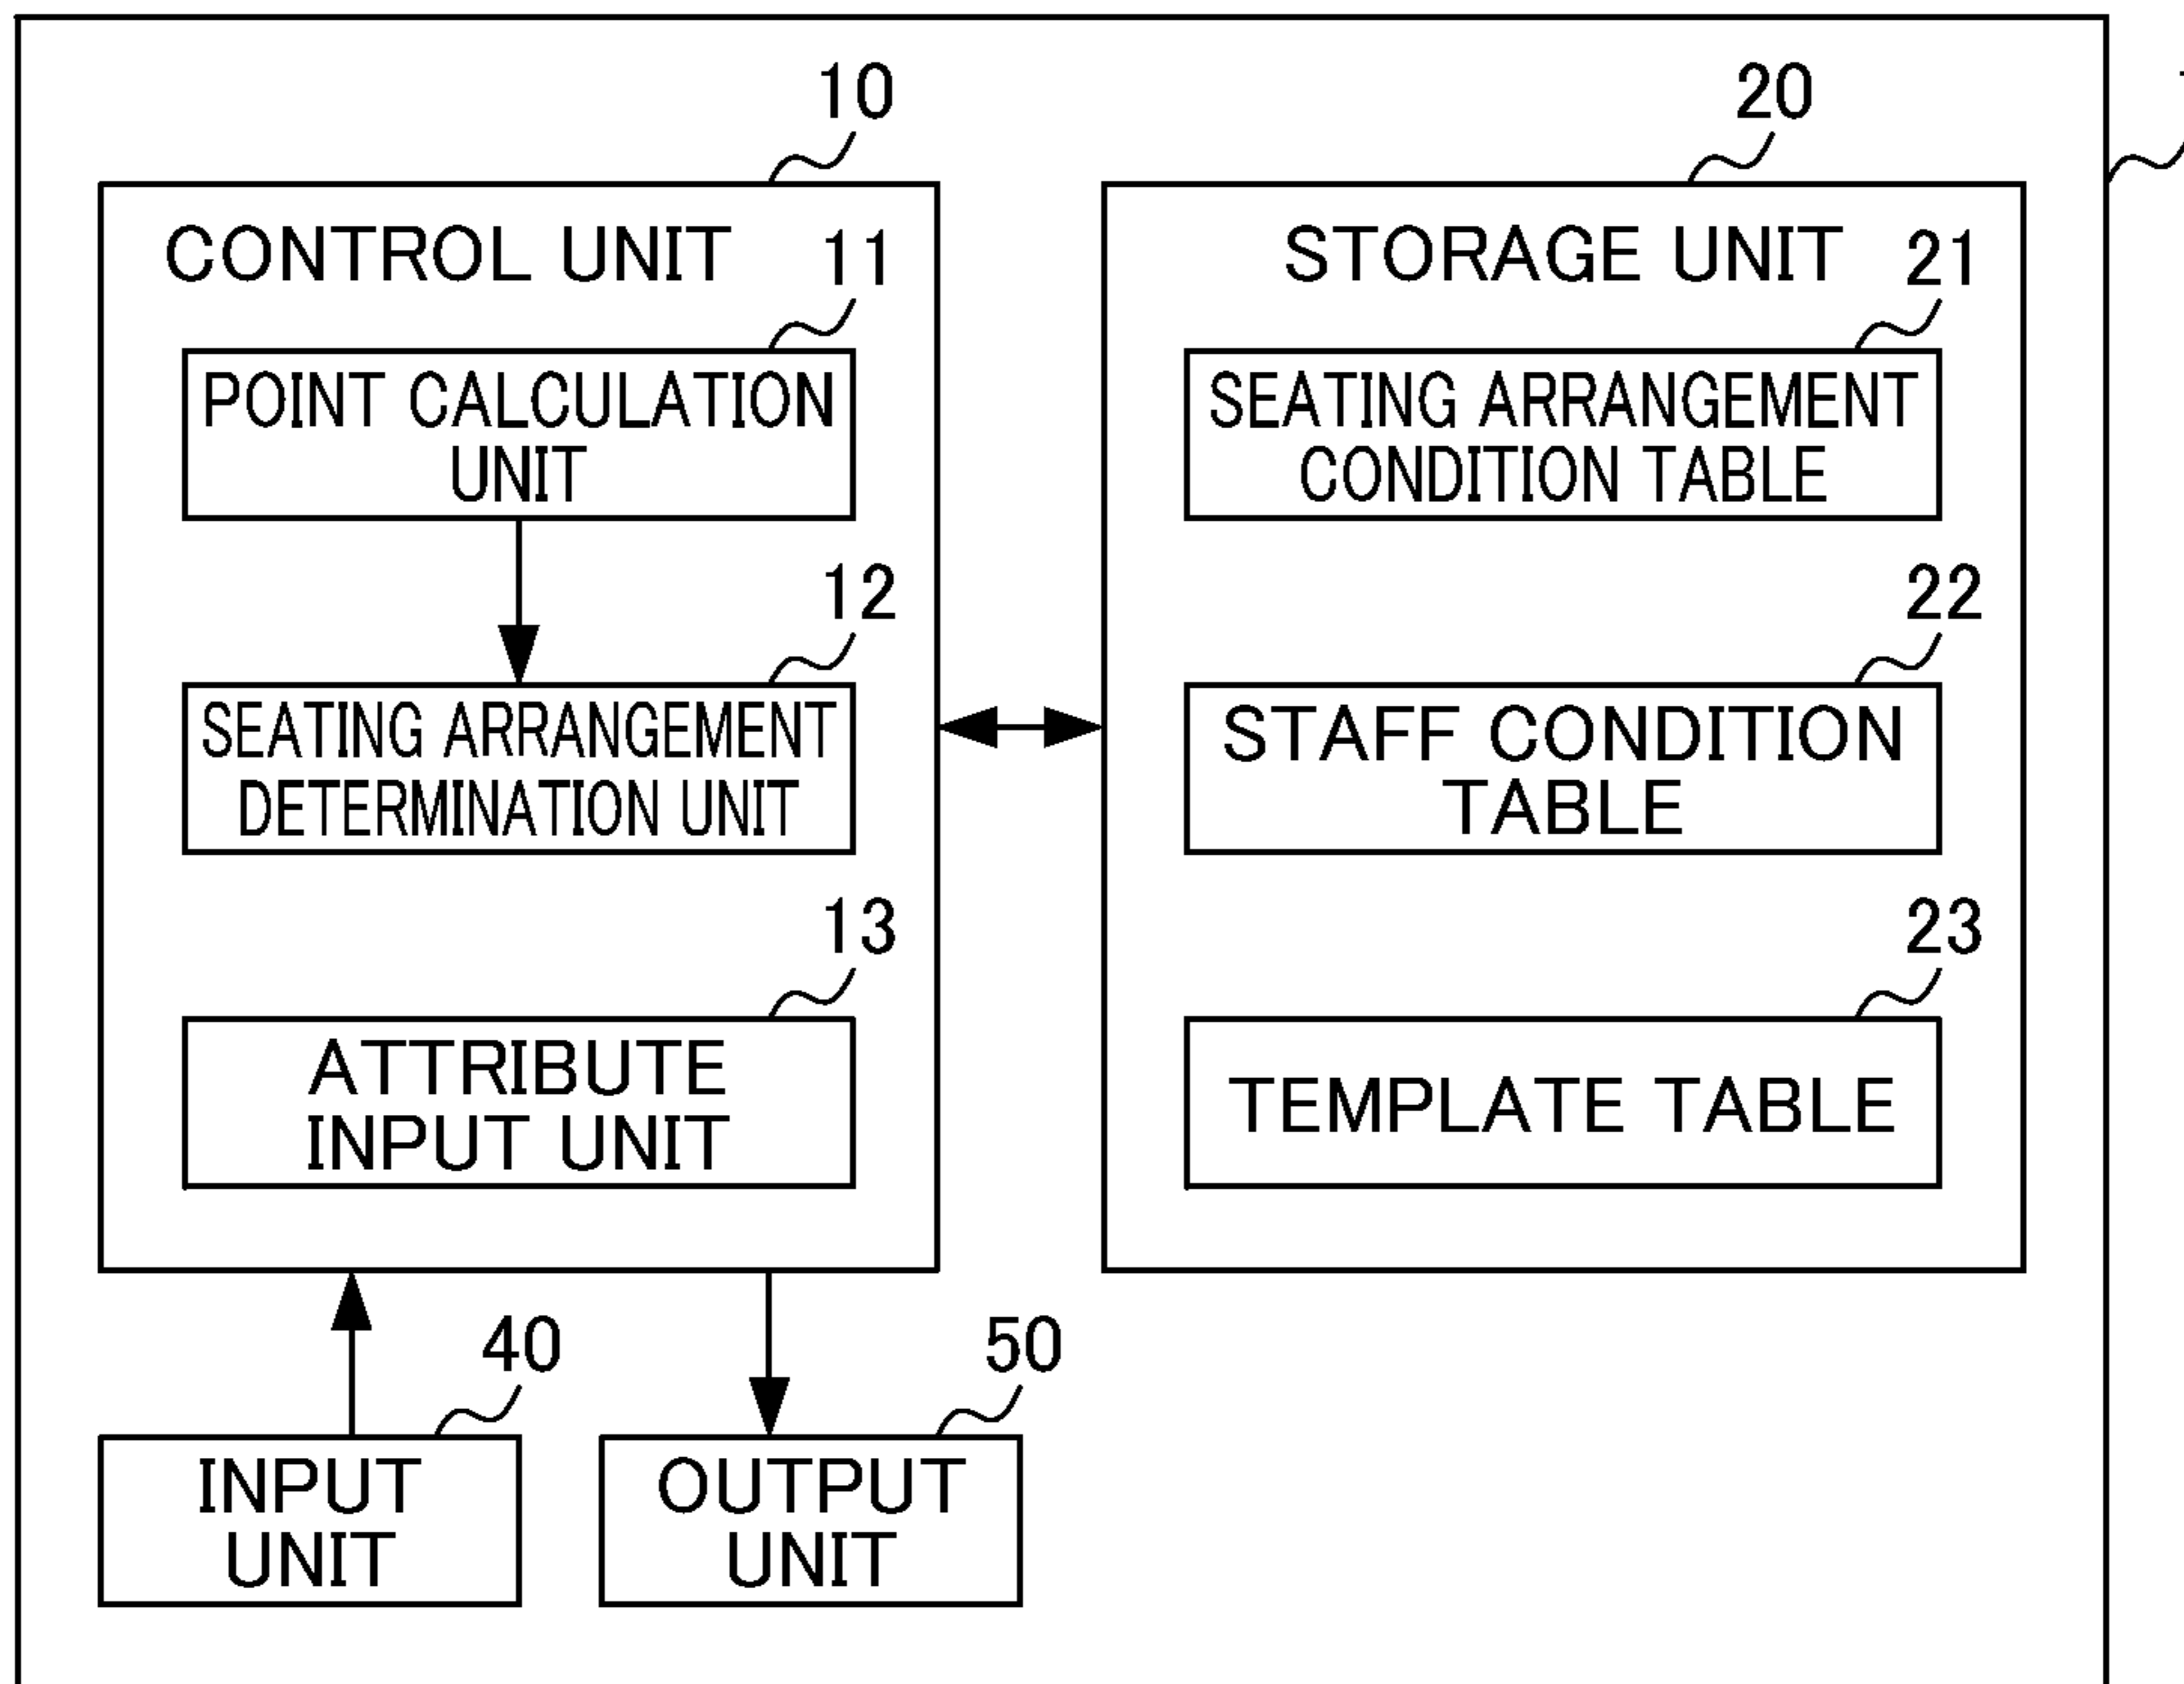 10
20
CONTROL UNIT
11
POINT CALCULATION
UNIT
12
SEATING ARRANGEMENT
DETERMINATION UNIT
13
ATTRIBUTE
INPUT UNIT
STORAGE UNIT
21
SEATING ARRANGEMENT
CONDITION TABLE
22
STAFF CONDITION
TABLE
23
TEMPLATE TABLE
40
INPUT
UNIT
50
OUTPUT
UNIT